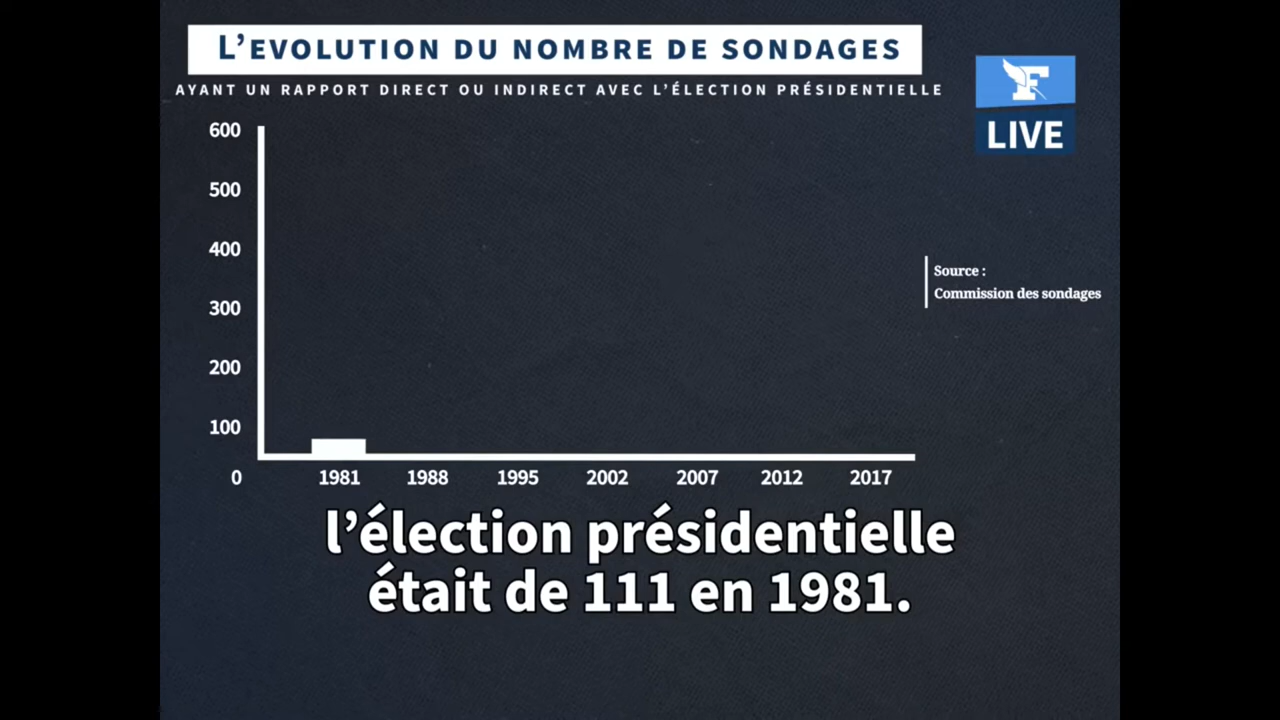 L'EVOLUTION DU NOMBRE DE SONDAGES
AYANT UN RAPPORT DIRECT OU INDIRECT AVEC L'ÉLECTION PRÉSIDENTIELLE
F
LIVE
600
500
400
300
200
100
0
1981 1988 1995 2002 2007 2012 2017
Source :
Commission des sondages
l'élection présidentielle
était de 111 en 1981.